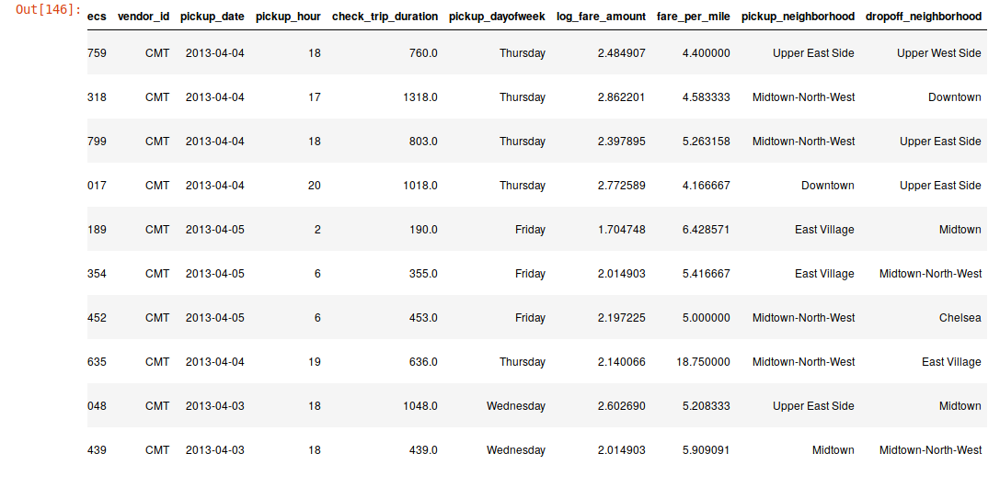 Out[146]:
ecs vendor_id pickup_date pickup_hour check_trip_duration pickup_dayofweek log_fare_amount fare_per_mile pickup_neighborhood dropoff_neighborhood
759 CMT 2013-04-04 18 760.0 Thursday 2.484907 4.400000 Upper East Side Upper West Side
318 CMT 2013-04-04 17 1318.0 Thursday 2.862201 4.583333 Midtown-North-West Downtown
799 CMT 2013-04-04 18 803.0 Thursday 2.397895 5.263158 Midtown-North-West Upper East Side
017 CMT 2013-04-04 20 1018.0 Thursday 2.772589 4.166667 Downtown Upper East Side
189 CMT 2013-04-05 2 190.0 Friday 1.704748 6.428571 East Village Midtown
354 CMT 2013-04-05 6 355.0 Friday 2.014903 5.416667 East Village Midtown-North-West
452 CMT 2013-04-05 6 453.0 Friday 2.197225 5.000000 Midtown-North-West Chelsea
635 CMT 2013-04-04 19 636.0 Thursday 2.140066 18.750000 Midtown-North-West East Village
048 CMT 2013-04-03 18 1048.0 Wednesday 2.602690 5.208333 Upper East Side Midtown
439 CMT 2013-04-03 18 439.0 Wednesday 2.014903 5.909091 Midtown Midtown-North-West